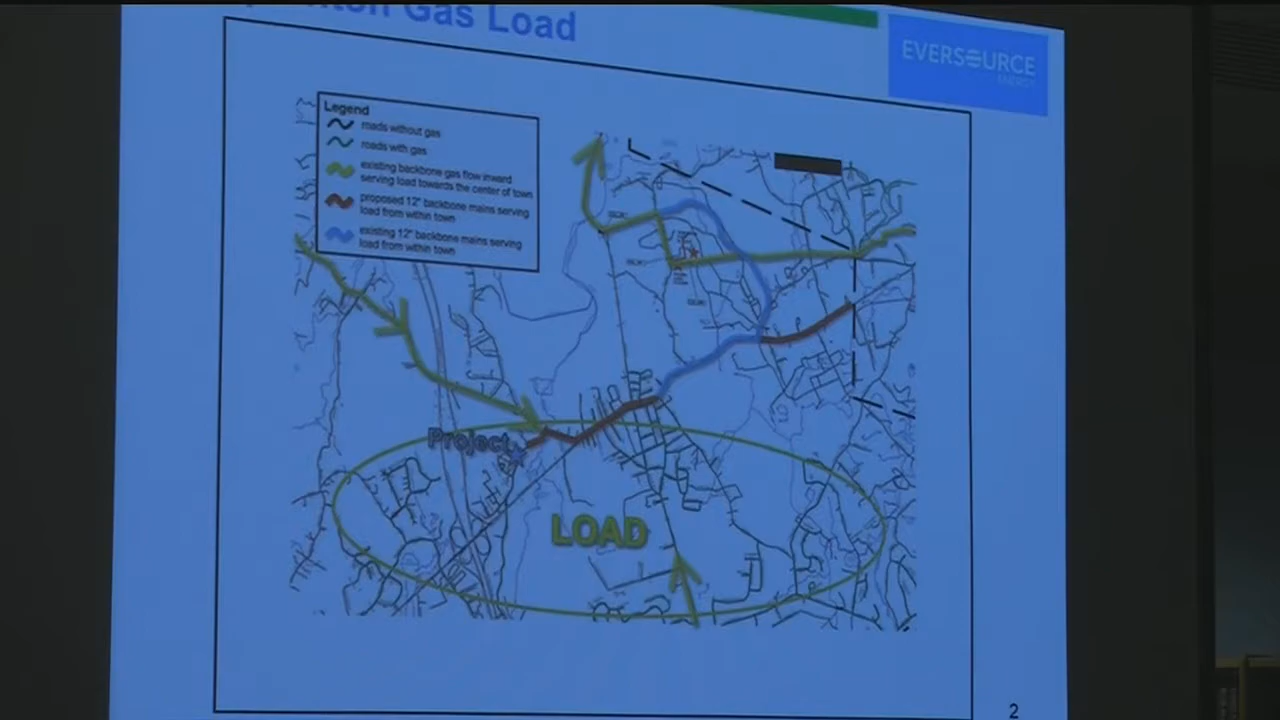 Gas Load
EVERSOURCE
ENERGY
Legend
roads without gas
roads with gas
existing backbone gas flow inward
serving load towards the center of town
proposed 12" backbone mains serving
load from within town
existing 12" backbone mains serving
load from within town
Project
LOAD
2